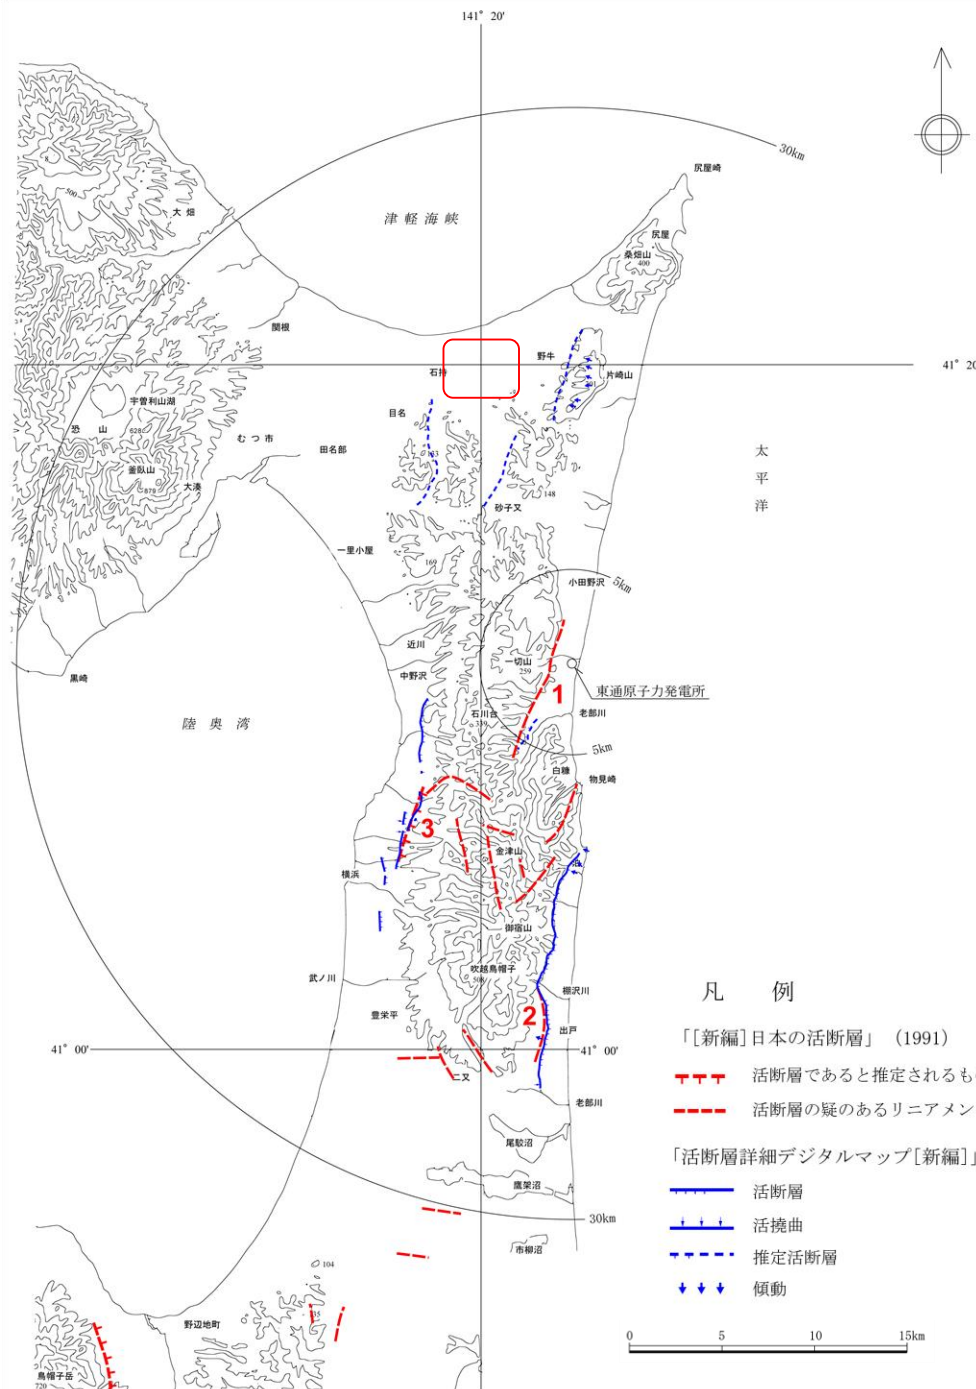 141° 20'
30km
尻屋崎
大畑
津軽海峡
尻屋
桑畑山
400
500
関根
野牛
石持
41° 20
片崎山
宇曽利山湖
目名
恐 山
628
むつ市
田名部
釜臥山
878
大湊
太平洋
148
砂子又
一里小屋
169
小田野沢
5km
近川
一切山
259
中野沢
黒崎
東通原子力発電所
1
石川台
老部川
陸奥湾
5km
白糠
物見崎
3
金津山
横浜
御宿山
吹越烏帽子
508
武ノ川
棚沢川
豊栄平
2
出戸
41° 00'
二又
老部川
尾駮沼
鷹架沼
30km
市柳沼
104
野辺地町
烏帽子岳
720
凡 例
「[新編]日本の活断層」 (1991)
活断層であると推定されるも
活断層の疑のあるリニアメン
「活断層詳細デジタルマップ[新編]」
活断層
活撓曲
推定活断層
傾動
0 5 10 15km